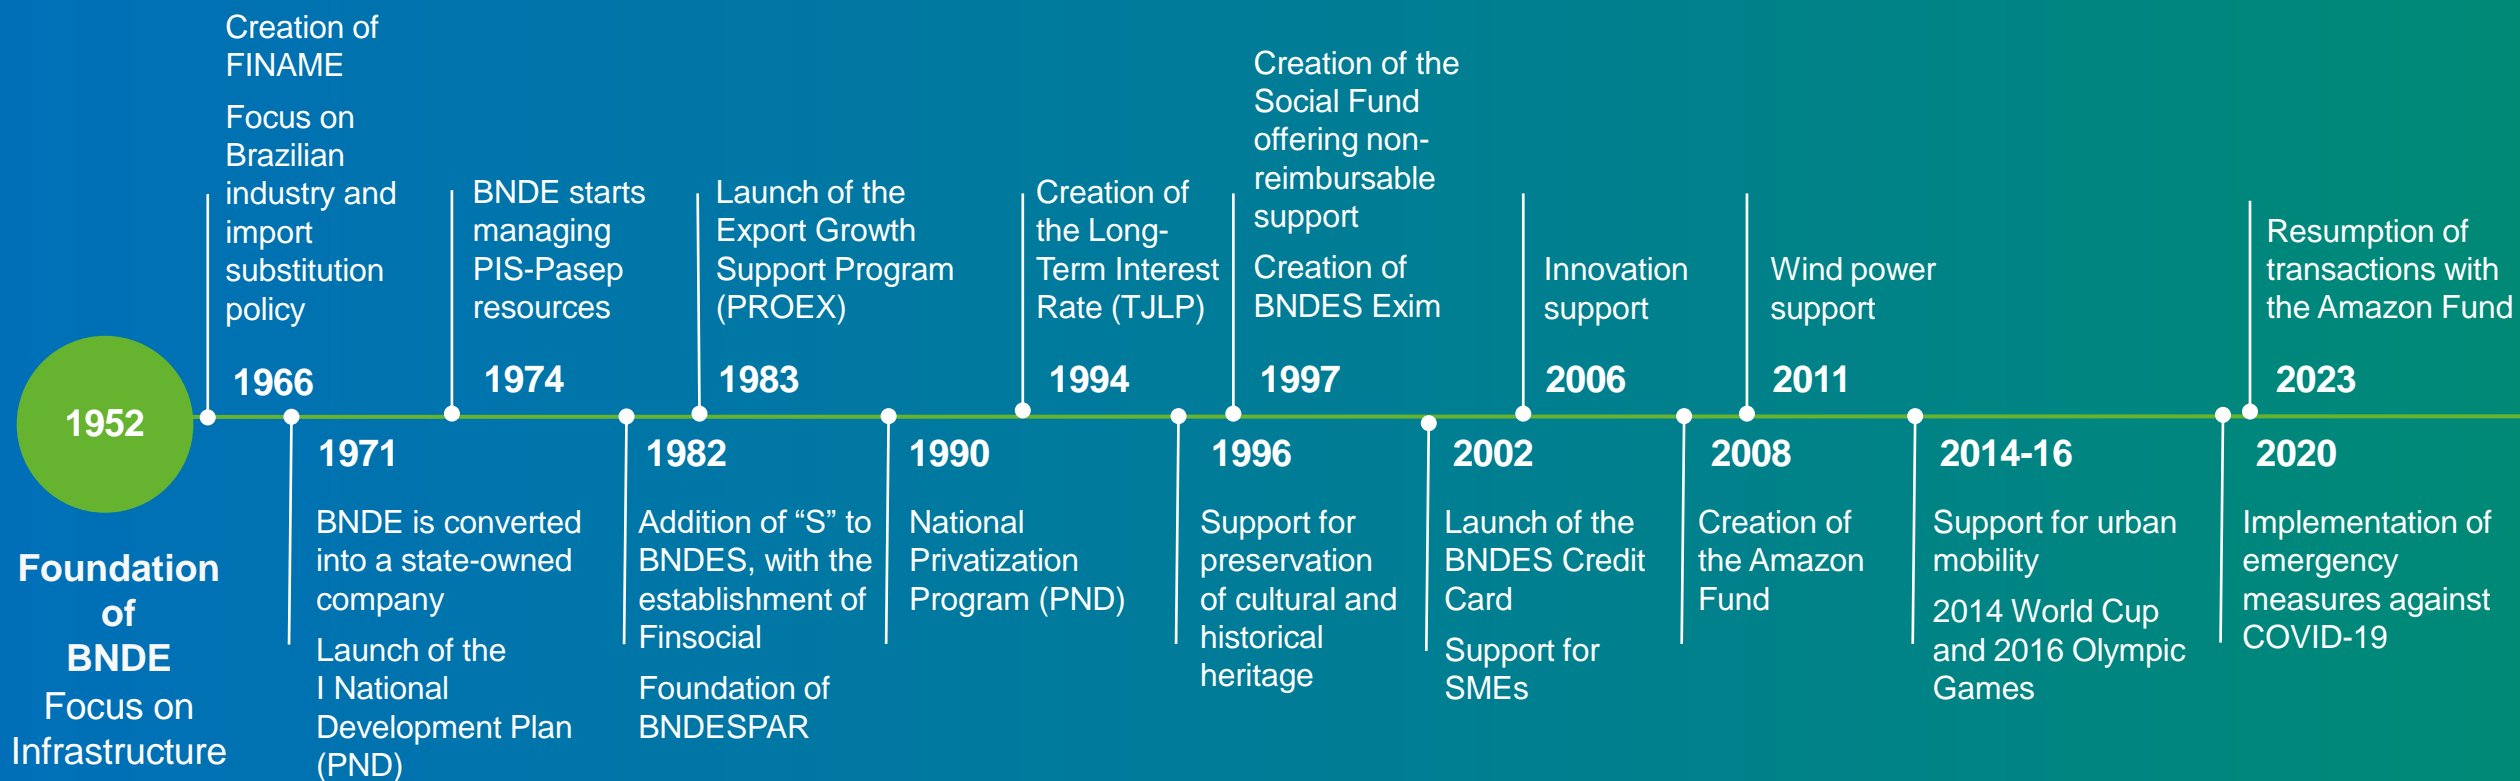 1952
Foundation
of
BNDE
Focus on
Infrastructure
Creation of
FINAME
Focus on
Brazilian
industry and
import
substitution
policy
1966
1971
BNDE is converted
into a state-owned
company
Launch of the
I National
Development Plan
(PND)
BNDE starts
managing
PIS-Pasep
resources
1974
1982
Addition of “S” to
BNDES, with the
establishment of
Finsocial
Foundation of
BNDESPAR
Launch of the
Export Growth
Support Program
(PROEX)
1983
1990
National
Privatization
Program (PND)
Creation of
the Long-
Term Interest
Rate (TJLP)
1994
1996
Support for
preservation
of cultural and
historical
heritage
Creation of the
Social Fund
offering non-
reimbursable
support
Creation of
BNDES Exim
1997
2002
Launch of the
BNDES Credit
Card
Support for
SMEs
Innovation
support
2006
2008
Creation of
the Amazon
Fund
Wind power
support
2011
2014-16
Support for urban
mobility
2014 World Cup
and 2016 Olympic
Games
2020
Implementation of
emergency
measures against
COVID-19
Resumption of
transactions with
the Amazon Fund
2023